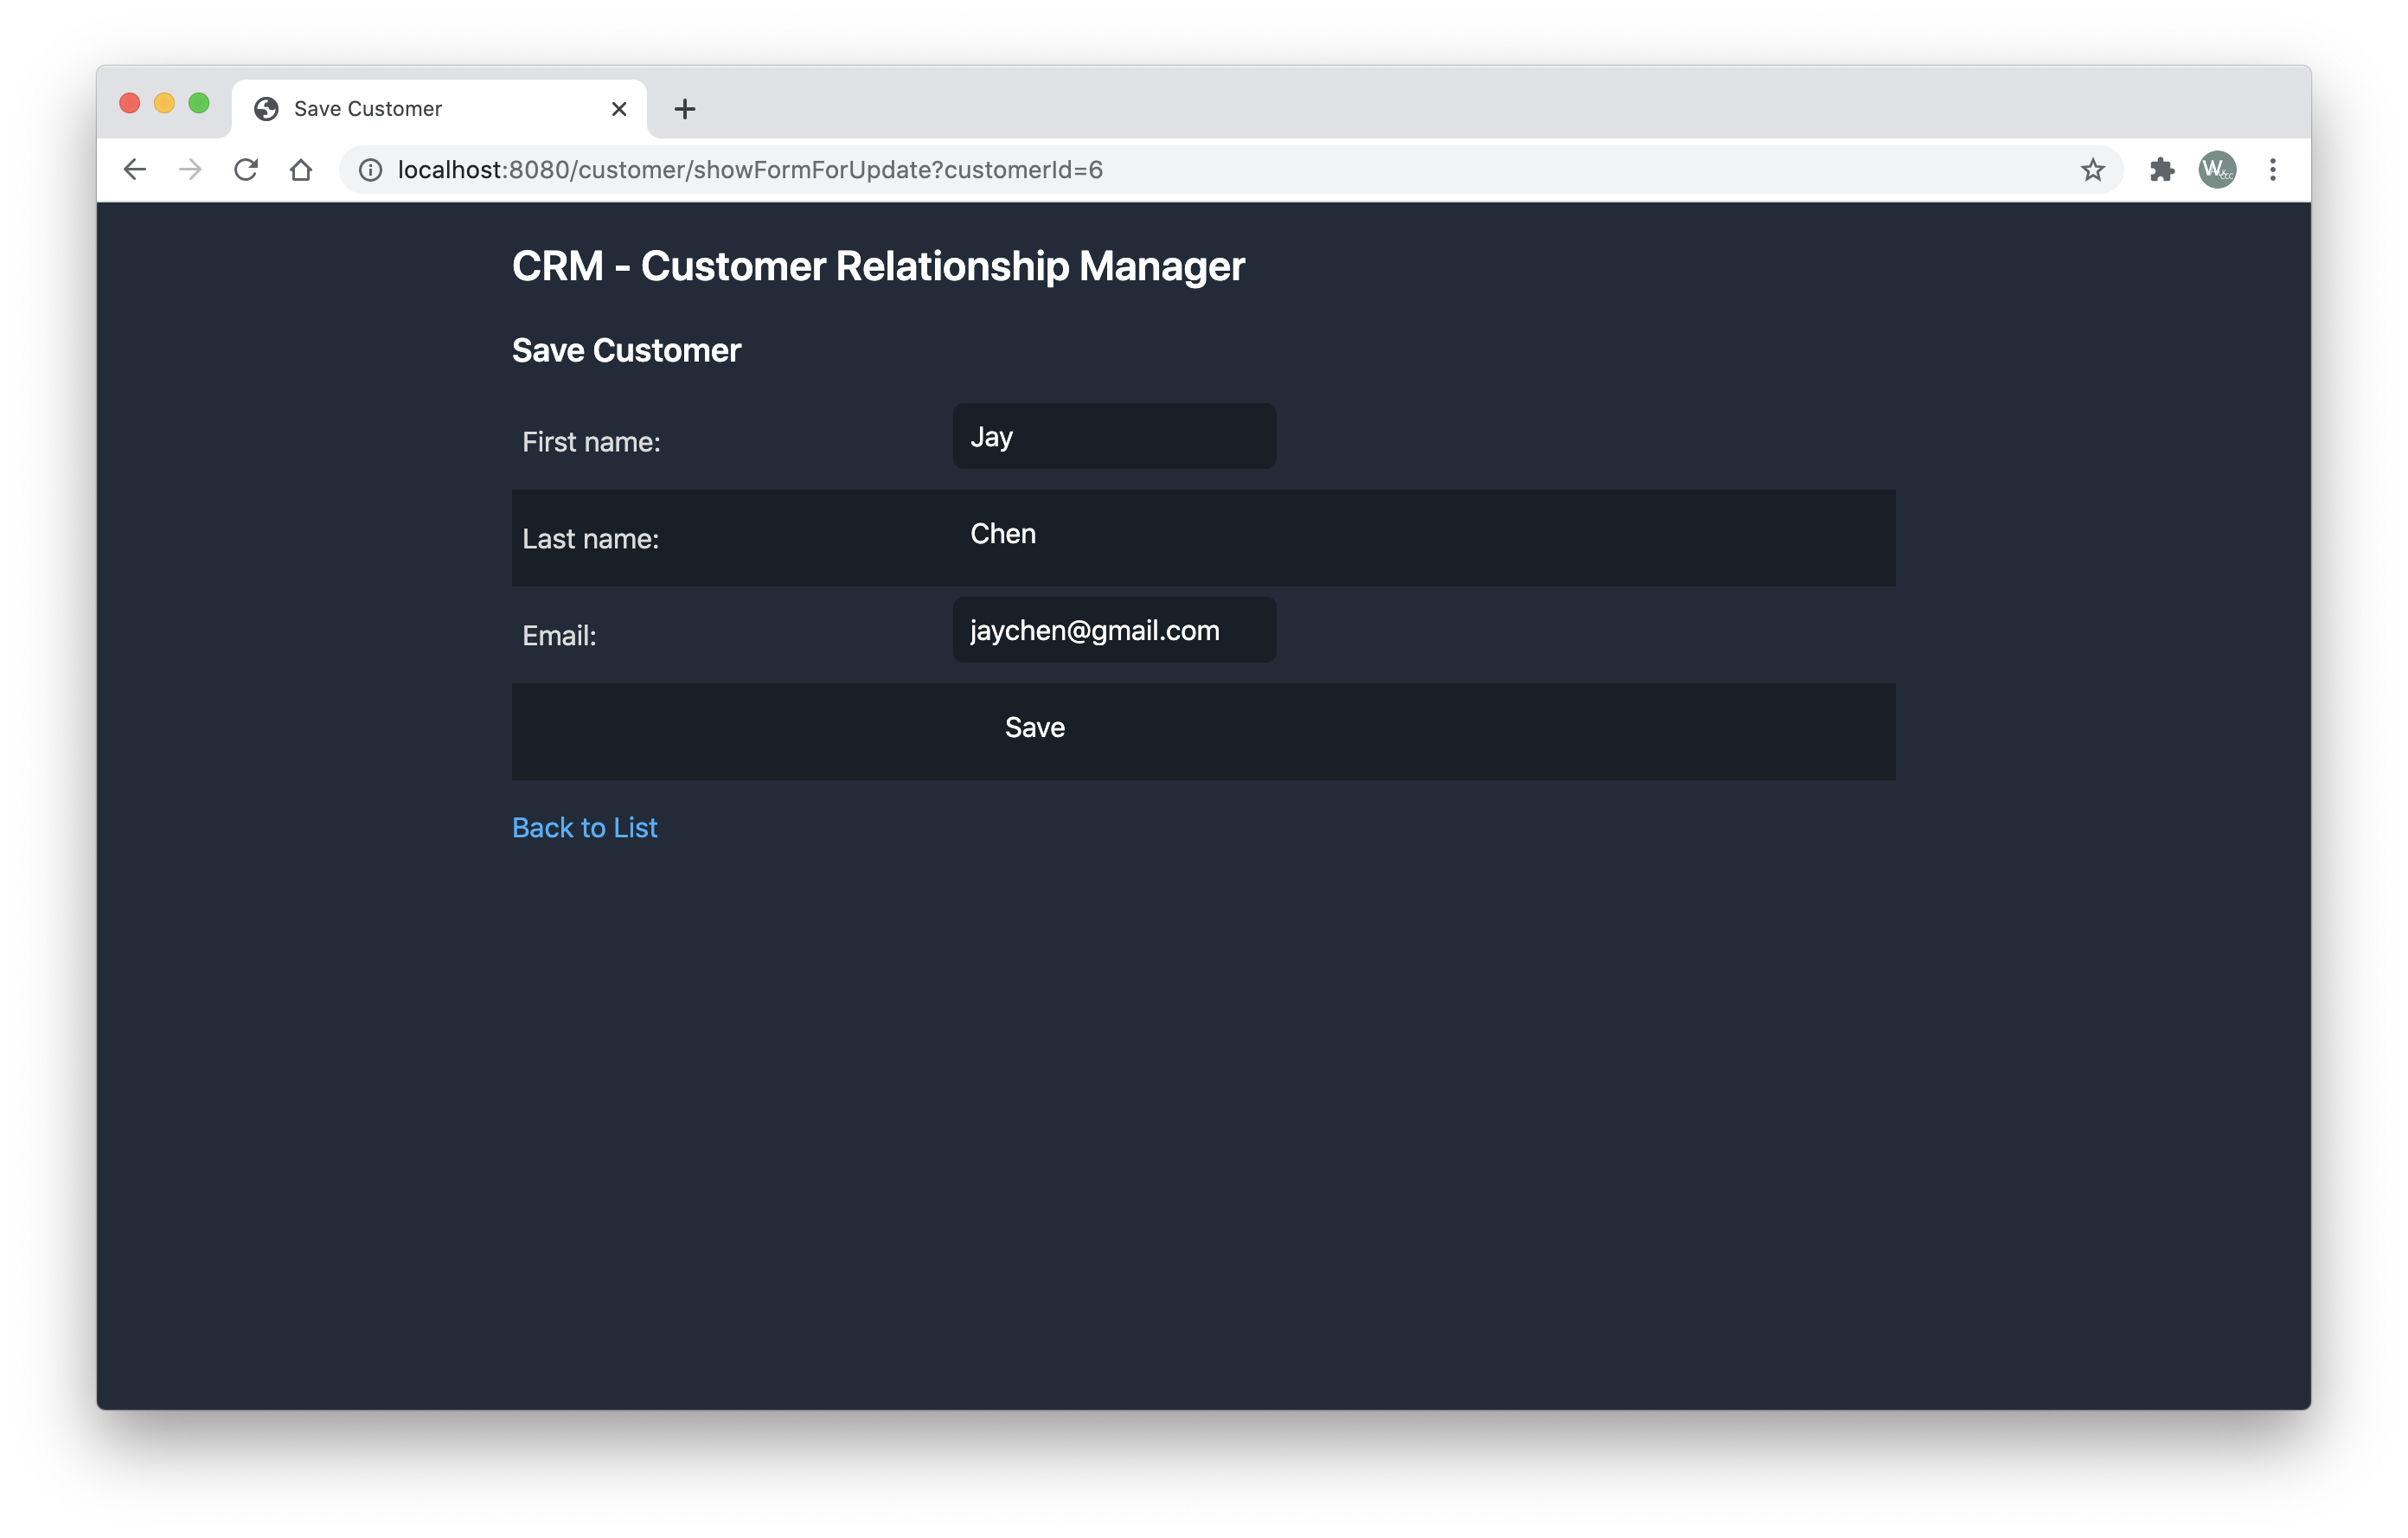 Save Customer
localhost:8080/customer/showFormForUpdate?customerId=6
CRM - Customer Relationship Manager
Save Customer
First name: Jay
Last name: Chen
Email: jaychen@gmail.com
Save
Back to List